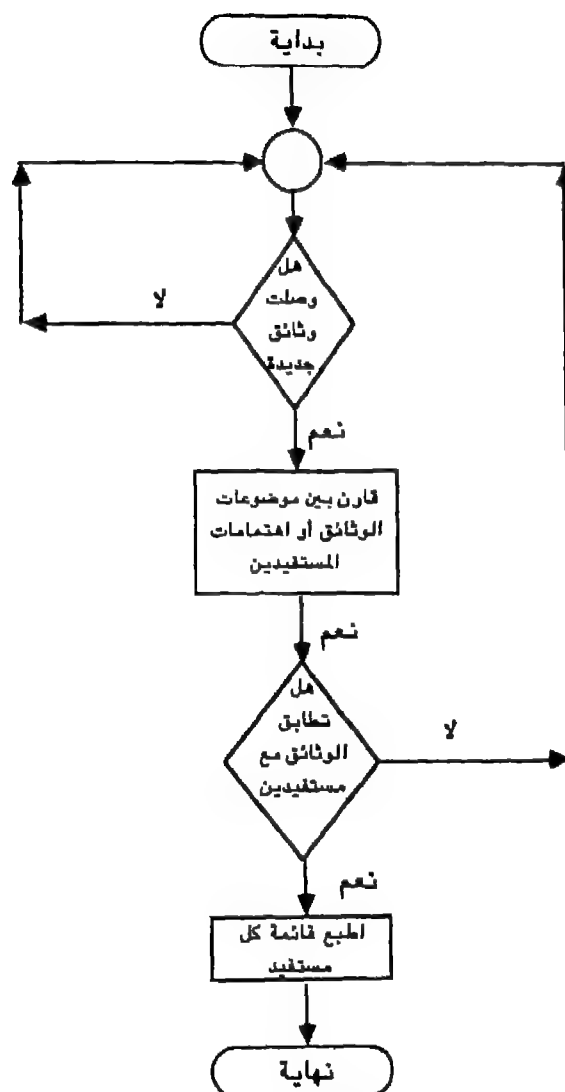 بداية
هل
وصلت
وثائق
جديدة
لا
نعم
قارن بين موضوعات
الوثائق أو اهتمامات
المستفيدين
نعم
هل
تطابق
الوثائق مع
مستفيدين
لا
نعم
اطبع قائمة كل
مستفيد
نهاية